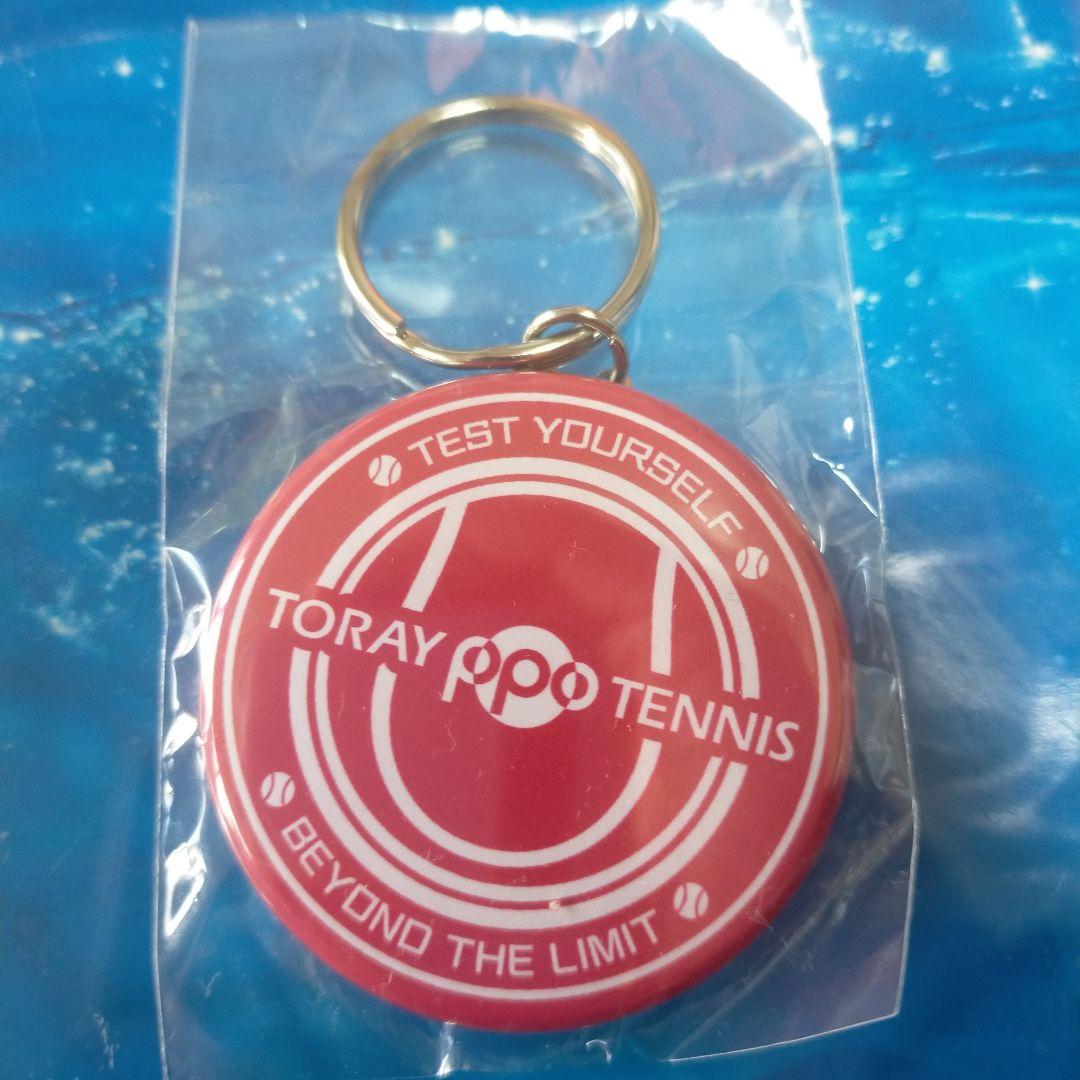 TEST YOURSELF
TORAY ppo TENNIS
BEYOND THE LIMIT